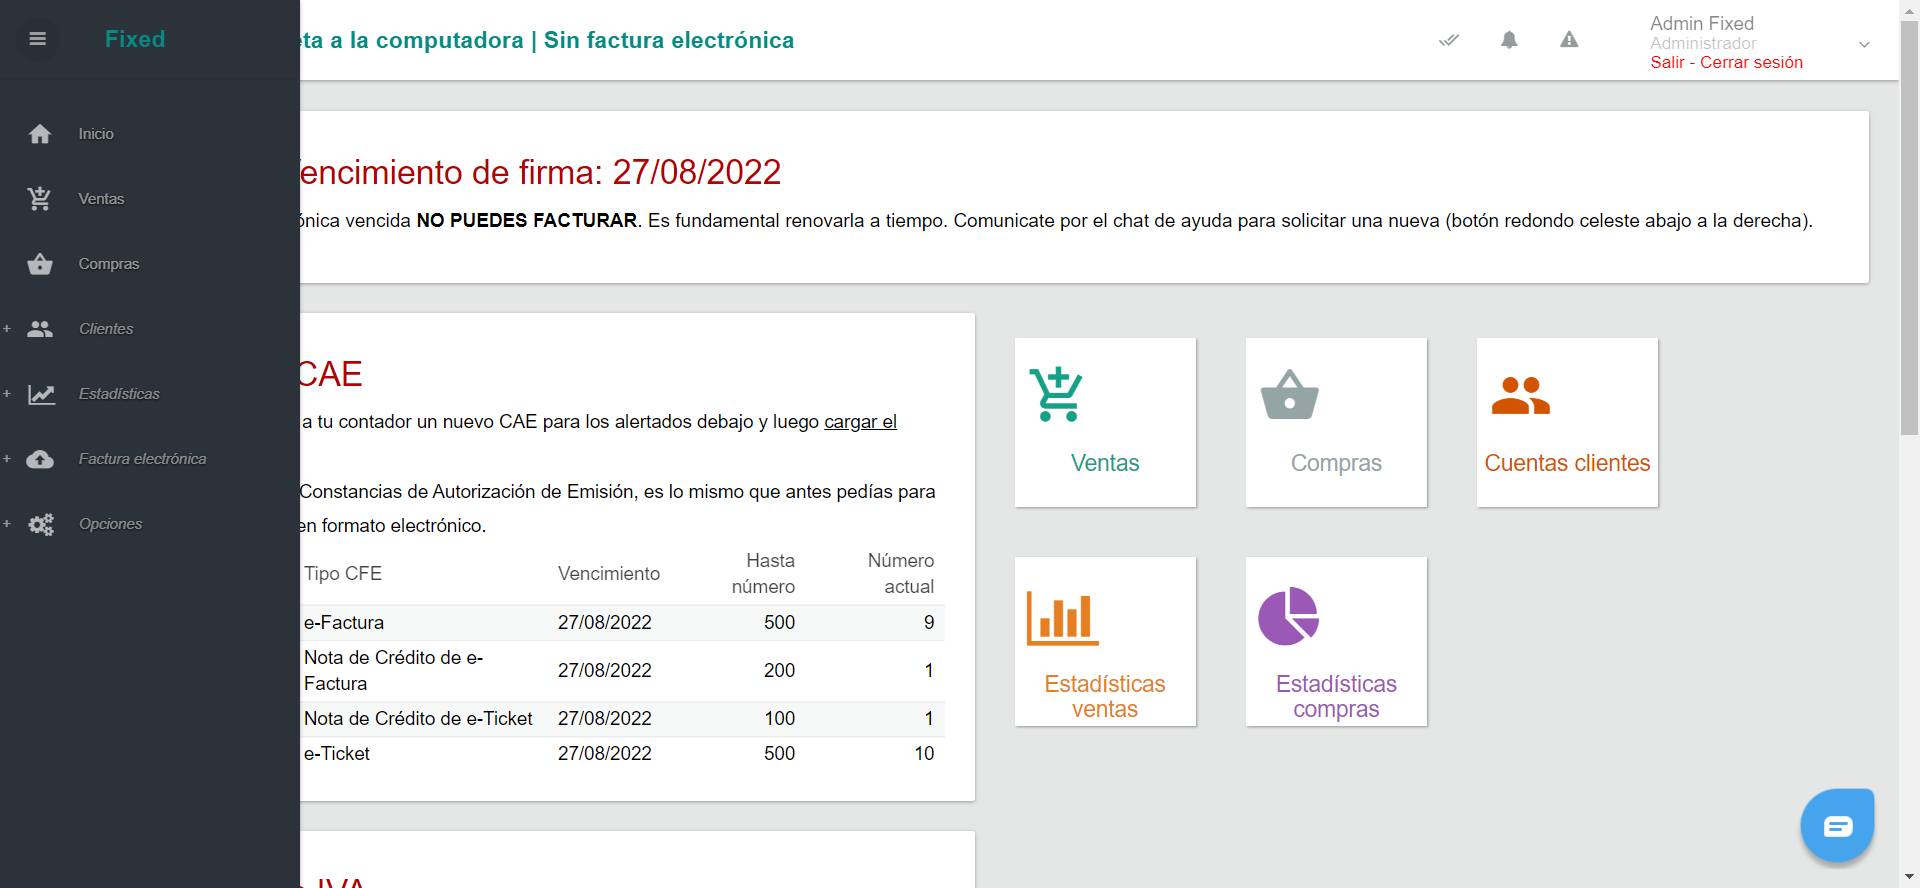 Fixed
Inicio
Ventas
Compras
+ Clientes
+ Estadísticas
+ Factura electrónica
+ Opciones
a la computadora | Sin factura electrónica
Admin Fixed
Administrador
Salir - Cerrar sesión
encimiento de firma: 27/08/2022
ónica vencida NO PUEDES FACTURAR. Es fundamental renovarla a tiempo. Comunicate por el chat de ayuda para solicitar una nueva (botón redondo celeste abajo a la derecha).
CAE
a tu contador un nuevo CAE para los alertados debajo y luego cargar el
Constancias de Autorización de Emisión, es lo mismo que antes pedías para
en formato electrónico.
Tipo CFE Vencimiento Hasta número Número actual
e-Factura 27/08/2022 500 9
Nota de Crédito de e-
Factura 27/08/2022 200 1
Nota de Crédito de e-Ticket 27/08/2022 100 1
e-Ticket 27/08/2022 500 10
IVA
Ventas
Compras
Cuentas clientes
Estadísticas
ventas
Estadísticas
compras